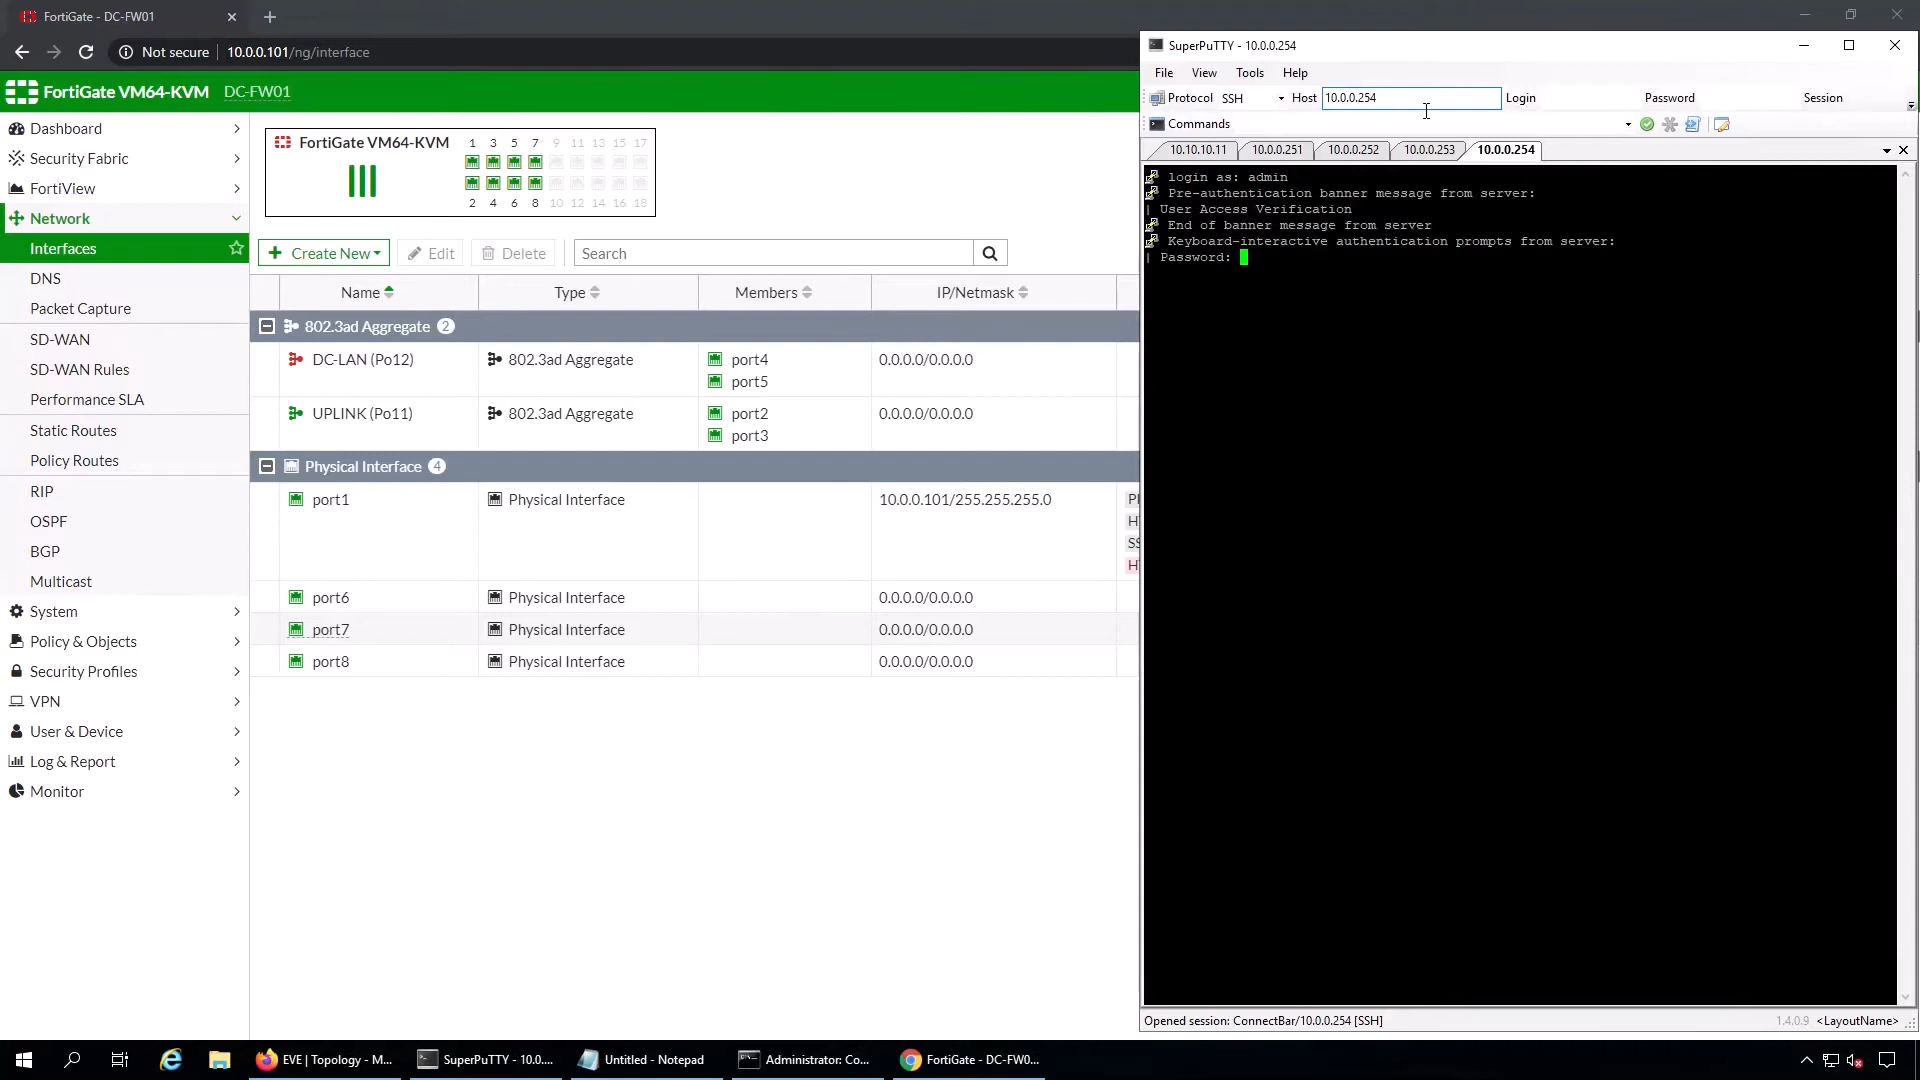 FortiGate - DC-FW01
Not secure
10.0.0.101/ng/interface
FortiGate VM64-KVM
DC-FW01
Dashboard
Security Fabric
FortiView
Network
Interfaces
DNS
Packet Capture
SD-WAN
SD-WAN Rules
Performance SLA
Static Routes
Policy Routes
RIP
OSPF
BGP
Multicast
System
Policy & Objects
Security Profiles
VPN
User & Device
Log & Report
Monitor
FortiGate VM64-KVM
1 3 5 7 9 11 13 15 17
2 4 6 8 10 12 14 16 18
Create New
Edit
Delete
Search
Name Type Members IP/Netmask
802.3ad Aggregate 2
DC-LAN (Po12) 802.3ad Aggregate port4 0.0.0.0/0.0.0.0
port5
UPLINK (Po11) 802.3ad Aggregate port2 0.0.0.0/0.0.0.0
port3
Physical Interface 4
port1 Physical Interface 10.0.0.101/255.255.255.0
port6 Physical Interface 0.0.0.0/0.0.0.0
port7 Physical Interface 0.0.0.0/0.0.0.0
port8 Physical Interface 0.0.0.0/0.0.0.0
SuperPuTTY - 10.0.0.254
File View Tools Help
Protocol SSH Host 10.0.0.254 Login Password Session
Commands
10.10.10.11 10.0.0.251 10.0.0.252 10.0.0.253 10.0.0.254
login as: admin
Pre-authentication banner message from server:
| User Access Verification
End of banner message from server
Keyboard-interactive authentication prompts from server:
| Password:
Opened session: ConnectBar/10.0.0.254 [SSH]
1.4.0.9 <LayoutName>
EVE | Topology - M...
SuperPuTTY - 10.0....
Untitled - Notepad
Administrator: Co...
FortiGate - DC-FW0...